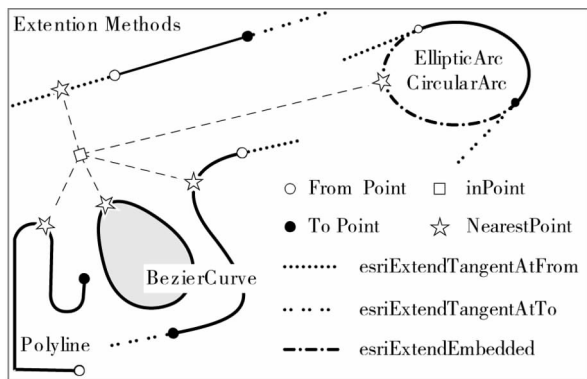 Extention Methods
EllipticArc
CircularArc
From Point
inPoint
To Point
NearestPoint
BezierCurve
esriExtendTangentAtFrom
esriExtendTangentAtTo
Polyline
esriExtendEmbedded